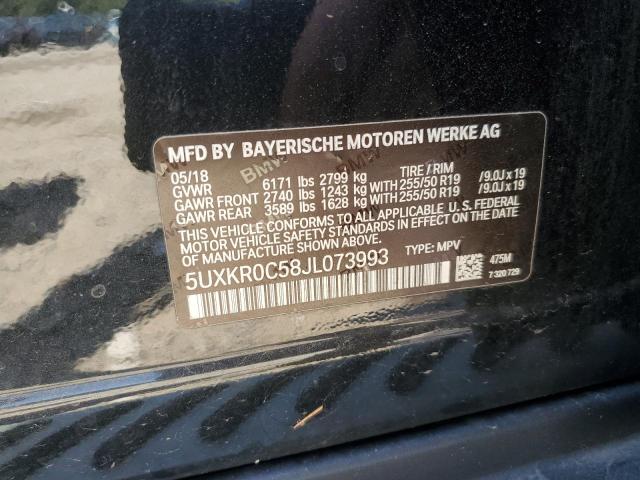 MFD BY BAYERISCHE MOTOREN WERKE AG
05/18 TIRE / RIM
GVWR 6171 lbs 2799 kg
GAWR FRONT 2740 lbs 1243 kg WITH 255/50 R19 /9.0J x 19
GAWR REAR 3589 lbs 1628 kg WITH 255/50 R19 /9.0J x 19
THIS VEHICLE CONFORMS TO ALL APPLICABLE U.S. FEDERAL
MOTOR VEHICLE SAFETY STANDARDS IN EFFECT ON THE DATE
OF MANUFACTURE SHOWN ABOVE.
5UXKR0C58JL073993 TYPE: MPV
475M
7 320 729